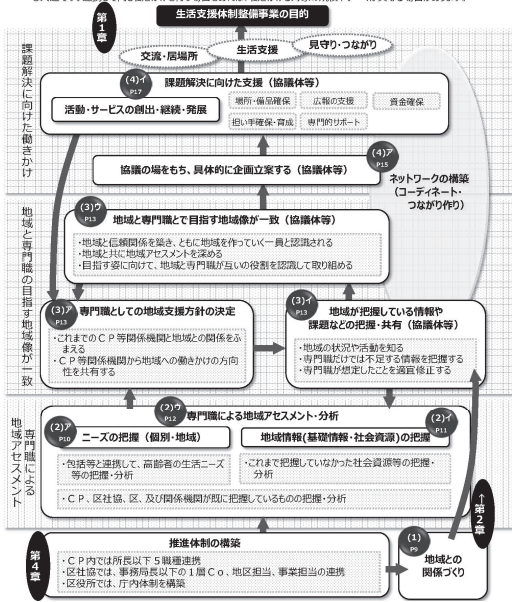 第1章
生活支援体制整備事業の目的
交流・居場所
生活支援
見守り・つながり
課題解決に向けた働きかけ
(4)イ
P17
課題解決に向けた支援（協議体等）
活動・サービスの創出・継続・発展
場所・備品確保
広報の支援
資金確保
担い手確保・育成
専門的サポート
協議の場をもち、具体的に企画立案する（協議体等）
(4)ア
P15
ネットワークの構築
（コーディネート・
つながり作り）
地域と専門職の目指す地域像が一致
(3)ウ
P13
地域と専門職とで目指す地域像が一致（協議体等）
・地域と信頼関係を築き、ともに地域を作っていく一員と認識される
・地域と共に地域アセスメントを深める
・目指す姿に向けて、地域と専門職が互いの役割を認識して取り組める
(3)ア
P13
専門職としての地域支援方針の決定
・これまでのＣＰ等関係機関と地域との関係をふ
まえる
・ＣＰ等関係機関から地域への働きかけの方向
性を共有する
(3)イ
P13
地域が把握している情報や
課題などの把握・共有（協議体等）
・地域の状況や活動を知る
・専門職だけでは不足する情報を把握する
・専門職が想定したことを適宜修正する
専門職による
地域アセスメント
(2)ウ
P12
専門職による地域アセスメント・分析
(2)ア
P10
ニーズの把握（個別・地域）
・包括等と連携して、高齢者の生活ニーズ
等の把握・分析
(2)イ
P11
地域情報(基礎情報・社会資源）の把握
・これまで把握していなかった社会資源等の把握・
分析
・ＣＰ、区社協、区、及び関係機関が既に把握しているものの把握・分析
↑第2章
第4章
推進体制の構築
・ＣＰ内では所長以下５職種連携
・区社協では、事務局長以下の１層Ｃｏ、地区担当、事業担当の連携
・区役所では、庁内体制を構築
(1)
P9
地域との
関係づくり